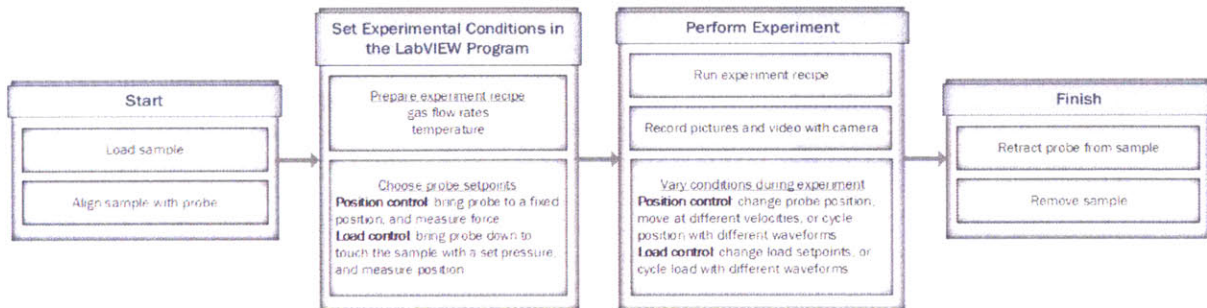 Start
Load sample
Align sample with probe
Set Experimental Conditions in
the LabVIEW Program
Prepare experiment recipe
gas flow rates
temperature
Choose probe setpoints
Position control bring probe to a fixed
position, and measure force
Load control bring probe down to
touch the sample with a set pressure,
and measure position
Perform Experiment
Run experiment recipe
Record pictures and video with camera
Vary conditions during experiment
Position control change probe position,
move at different velocities, or cycle
position with different waveforms
Load control change load setpoints, or
cycle load with different waveforms
Finish
Retract probe from sample
Remove sample